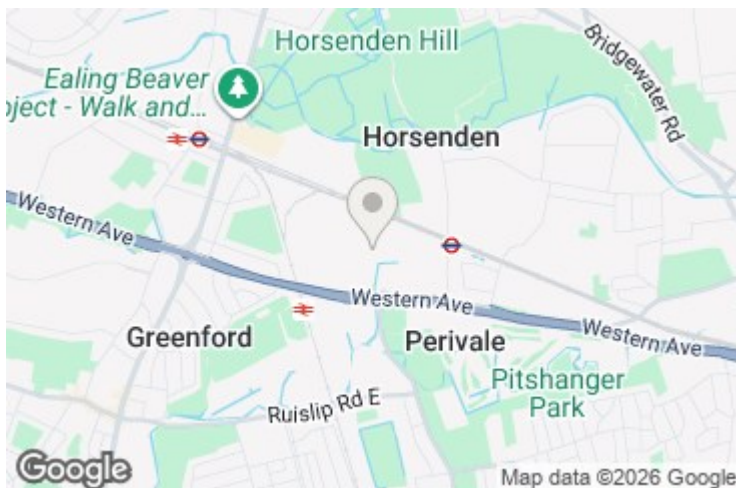 Horsenden Hill
Bridgewater Rd
Ealing Beaver
oject - Walk and...
Horsenden
Western Ave
Western Ave
Western Ave
Greenford
Perivale
Pitshanger
Park
Ruislip Rd E
Google
Map data ©2026 Google